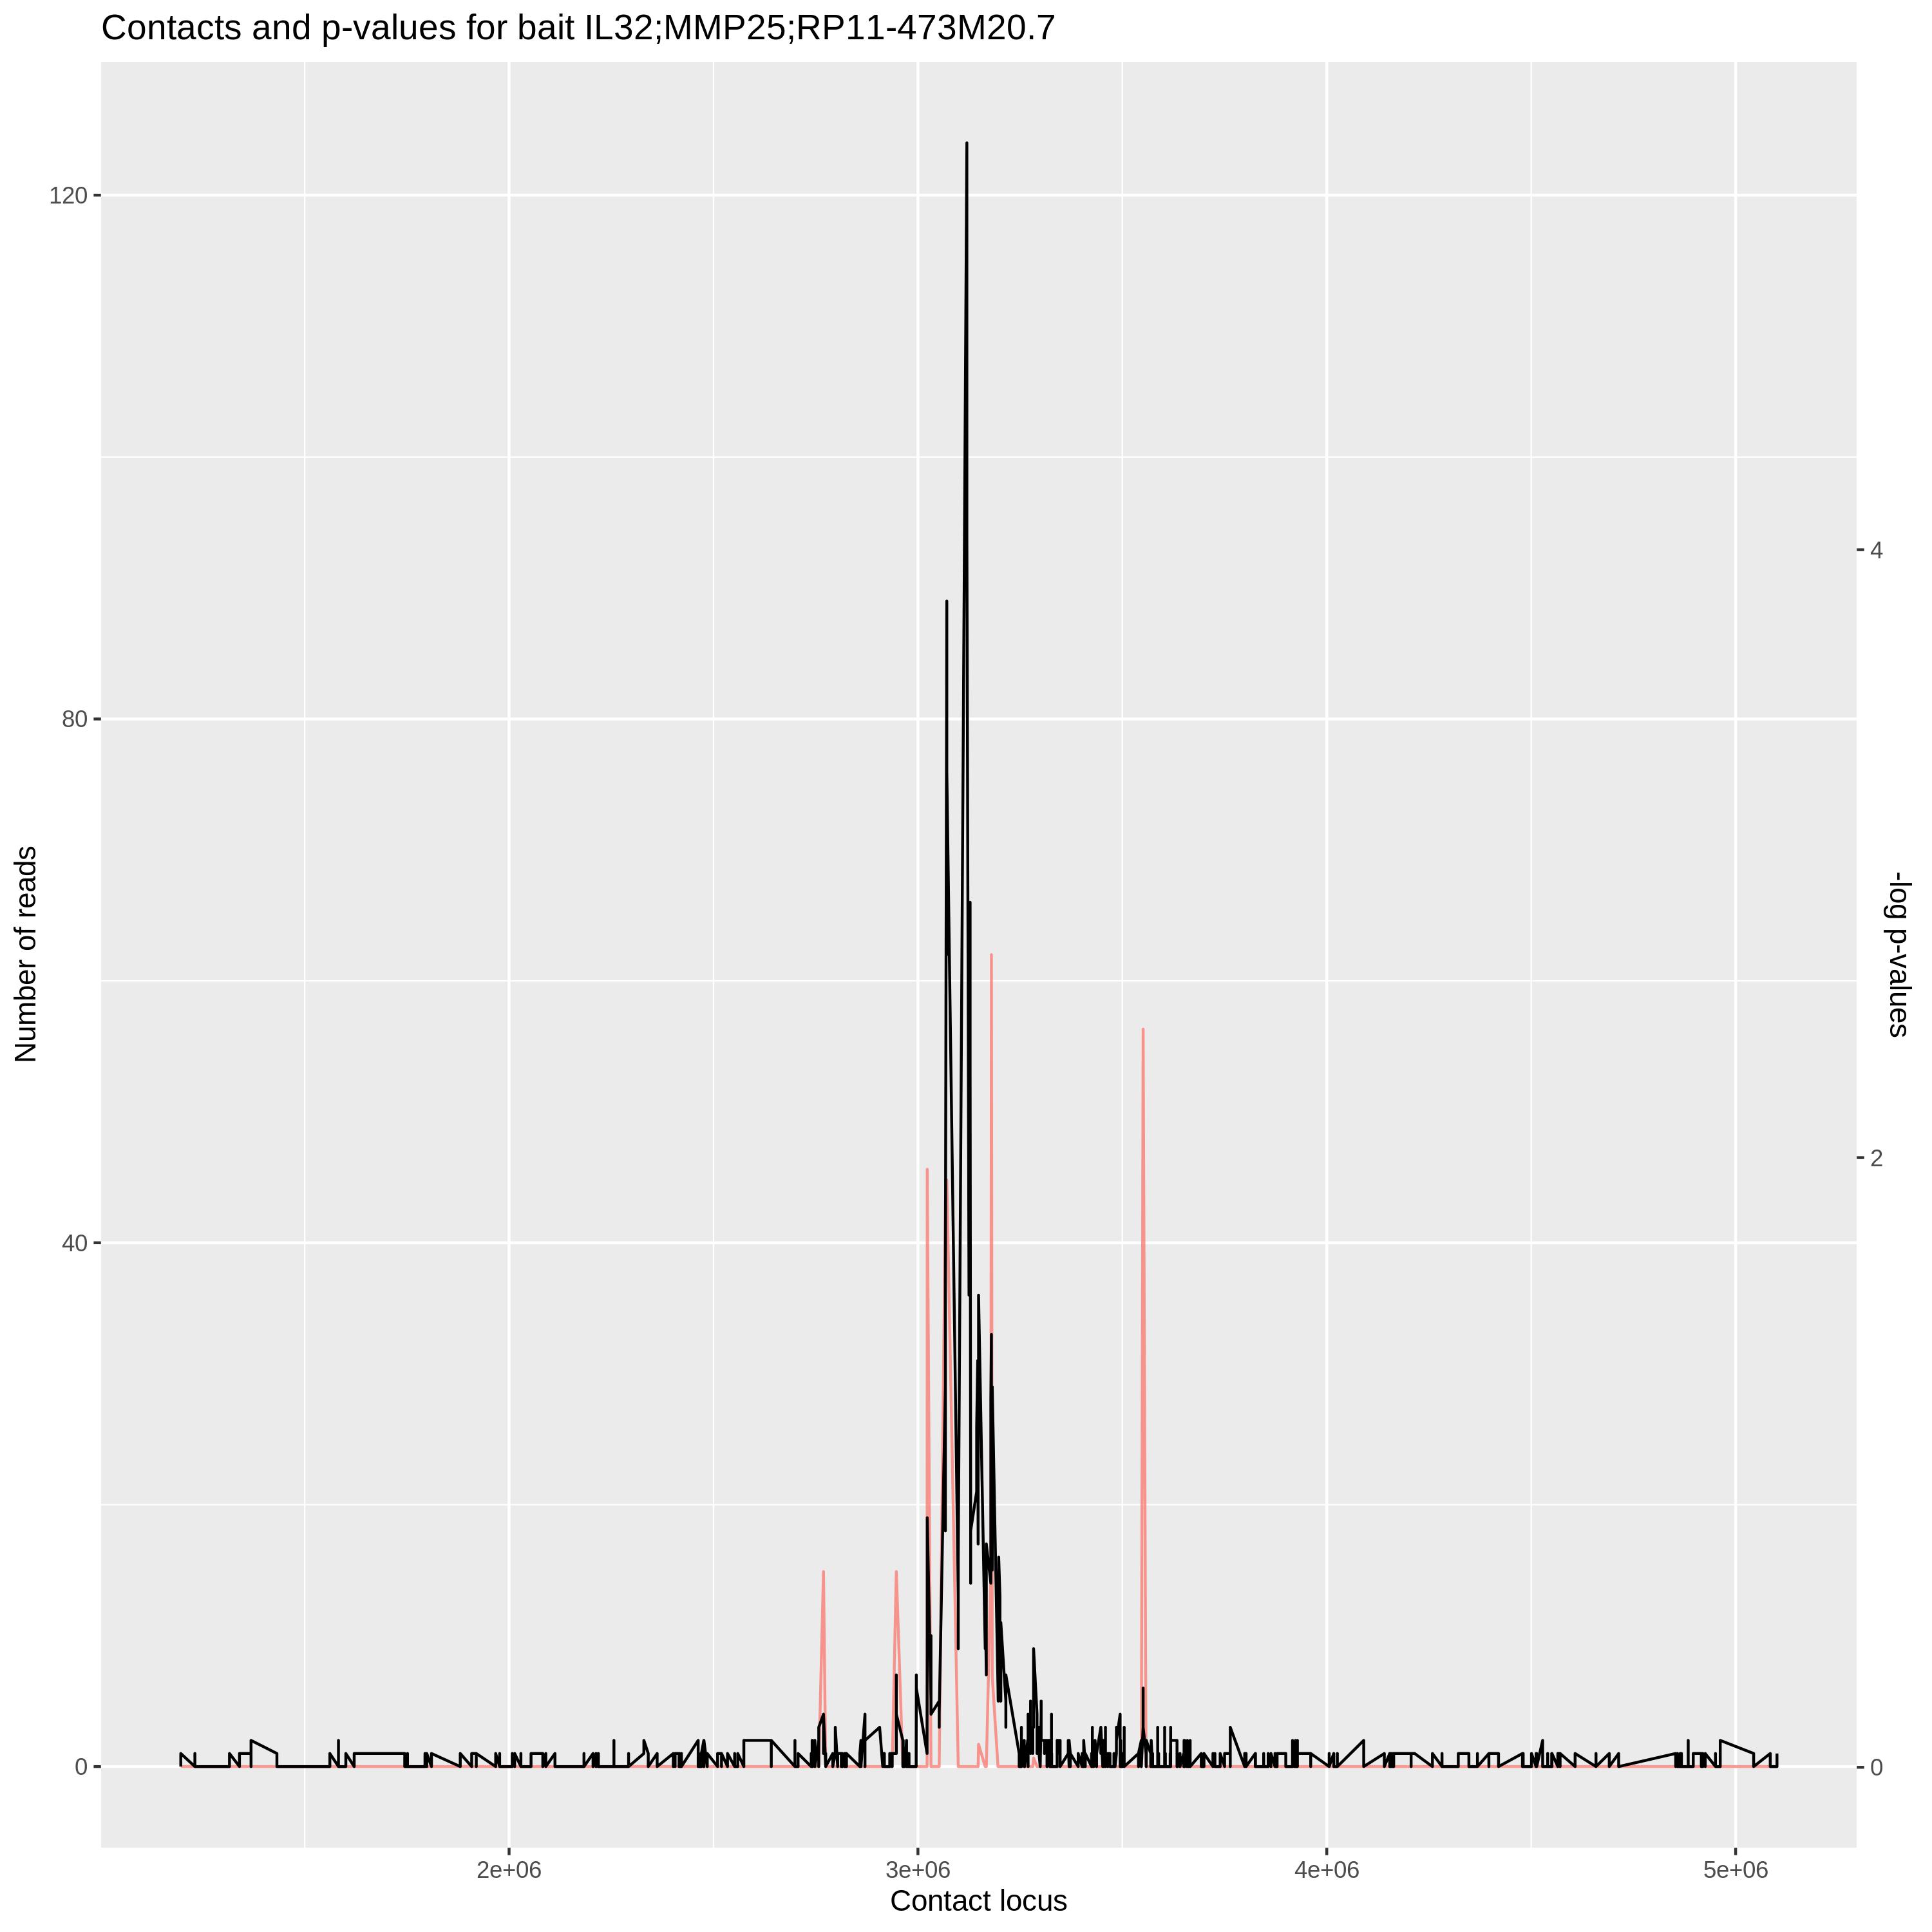 Contacts and p-values for bait IL32;MMP25;RP11-473M20.7
120
80
40
0
Number of reads
4
2
0
-log p-values
2e+06
3e+06
4e+06
5e+06
Contact locus